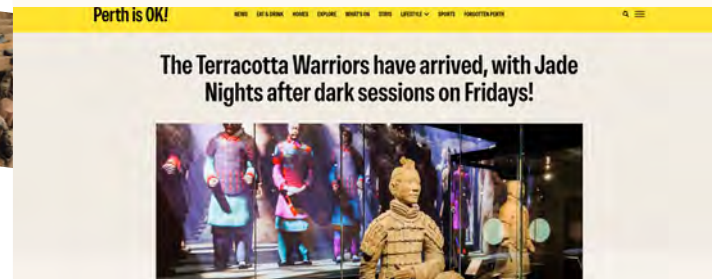 Perth is OK!
NEWS EAT & DRINK HOMES EXPLORE WHAT'S ON STAYS LIFESTYLE SPORTS FORGOTTEN PERTH
The Terracotta Warriors have arrived, with Jade
Nights after dark sessions on Fridays!